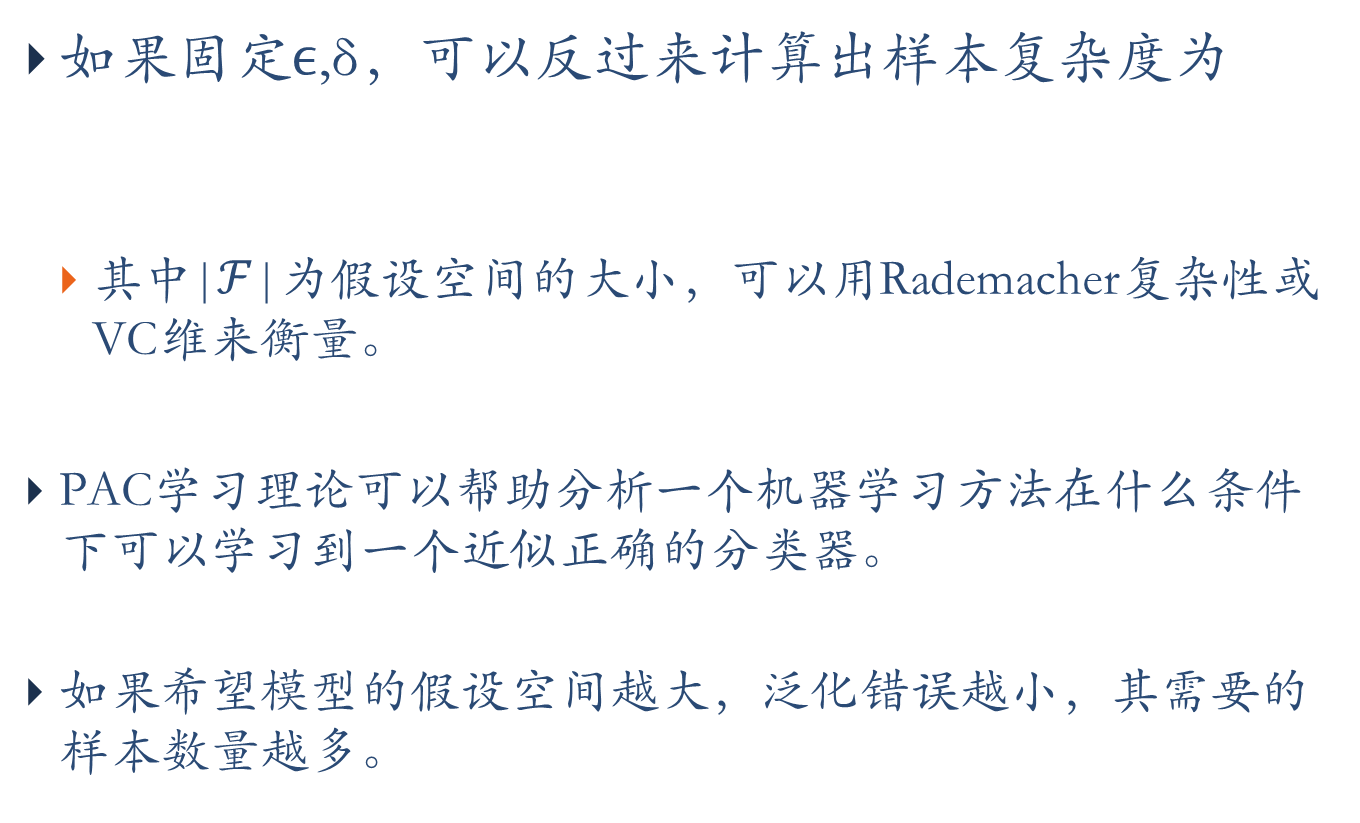 如果固定ϵ,δ，可以反过来计算出样本复杂度为
其中|ℱ|为假设空间的大小，可以用Rademacher复杂性或
VC维来衡量。
PAC学习理论可以帮助分析一个机器学习方法在什么条件
下可以学习到一个近似正确的分类器。
如果希望模型的假设空间越大，泛化错误越小，其需要的
样本数量越多。